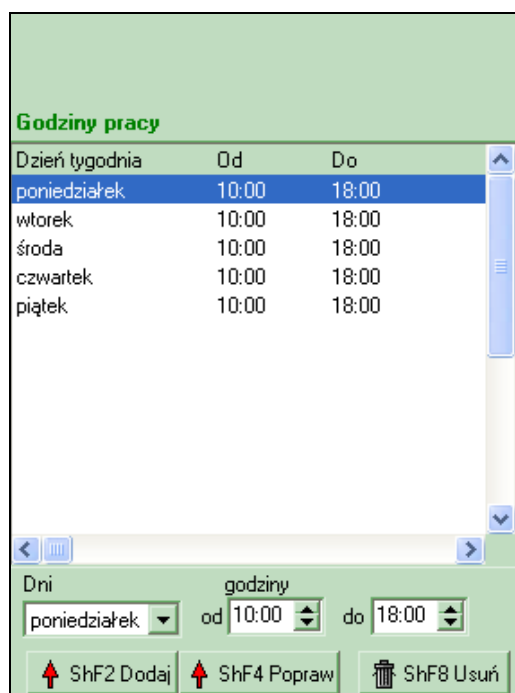 Godziny pracy
Dzień tygodnia Od Do
poniedziałek 10:00 18:00
wtorek 10:00 18:00
środa 10:00 18:00
czwartek 10:00 18:00
piątek 10:00 18:00
Dni godziny
poniedziałek od 10:00 do 18:00
ShF2 Dodaj ShF4 Popraw ShF8 Usuń